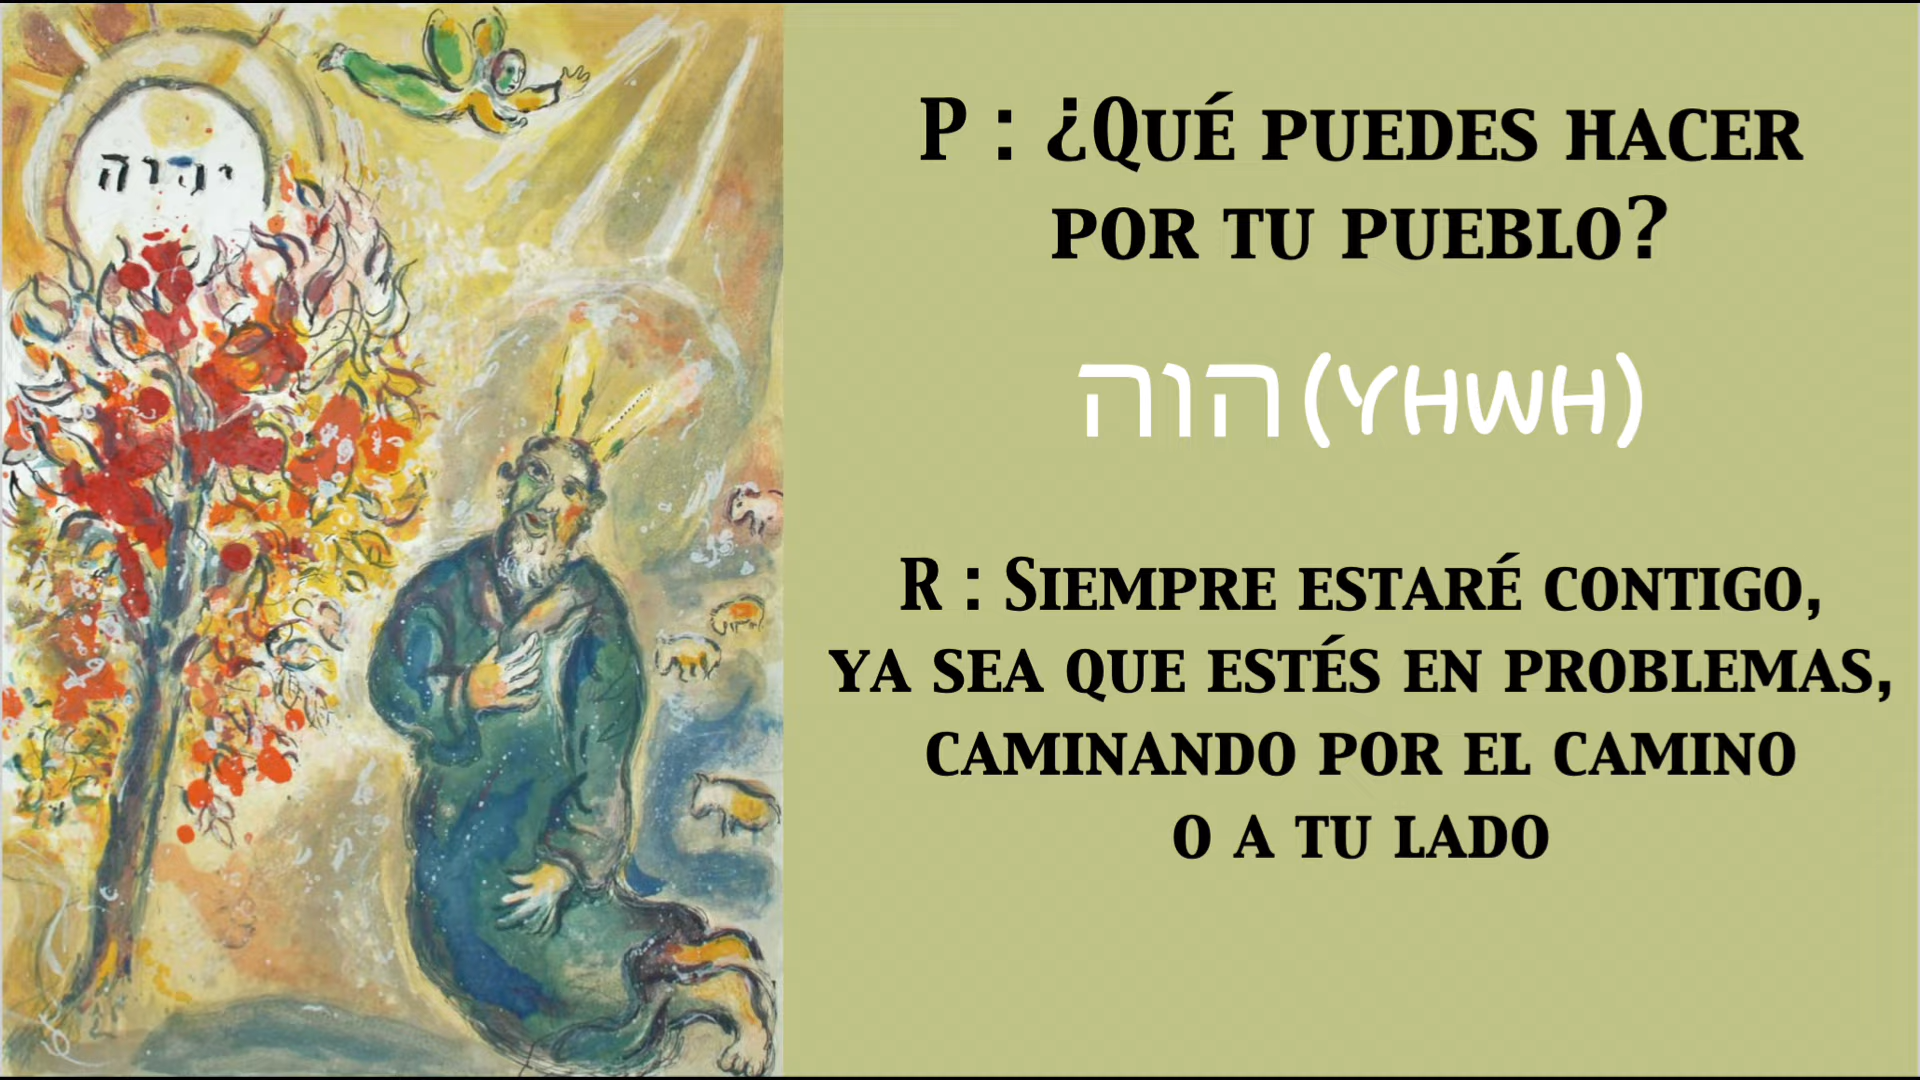 יהוה
P : ¿Qué puedes hacer
por tu pueblo?
הוה (YHWH)
R : Siempre estaré contigo,
ya sea que estés en problemas,
caminando por el camino
o a tu lado